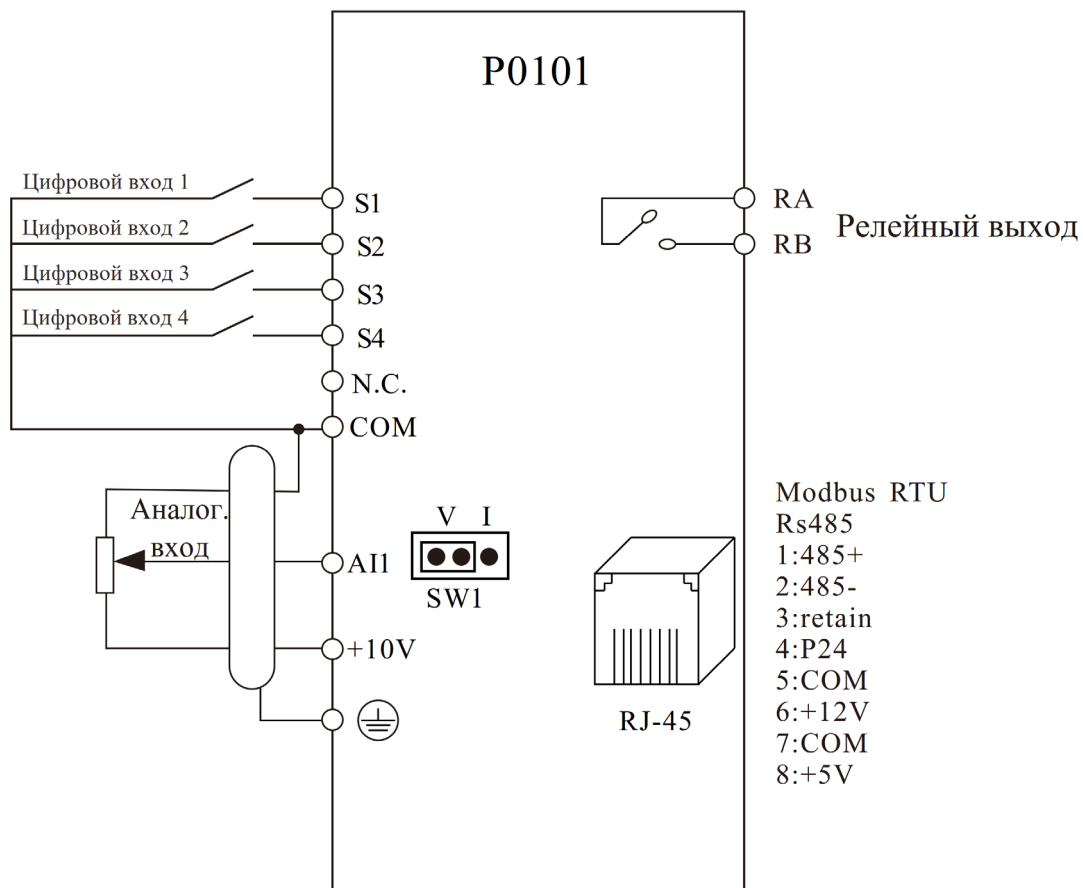 P0101
Цифровой вход 1
S1
Цифровой вход 2
S2
Цифровой вход 3
S3
Цифровой вход 4
S4
N.C.
COM
Аналог.
вход
AI1
+10V
V I
SW1
RA
RB
Релейный выход
RJ-45
Modbus RTU
Rs485
1:485+
2:485-
3:retain
4:P24
5:COM
6:+12V
7:COM
8:+5V